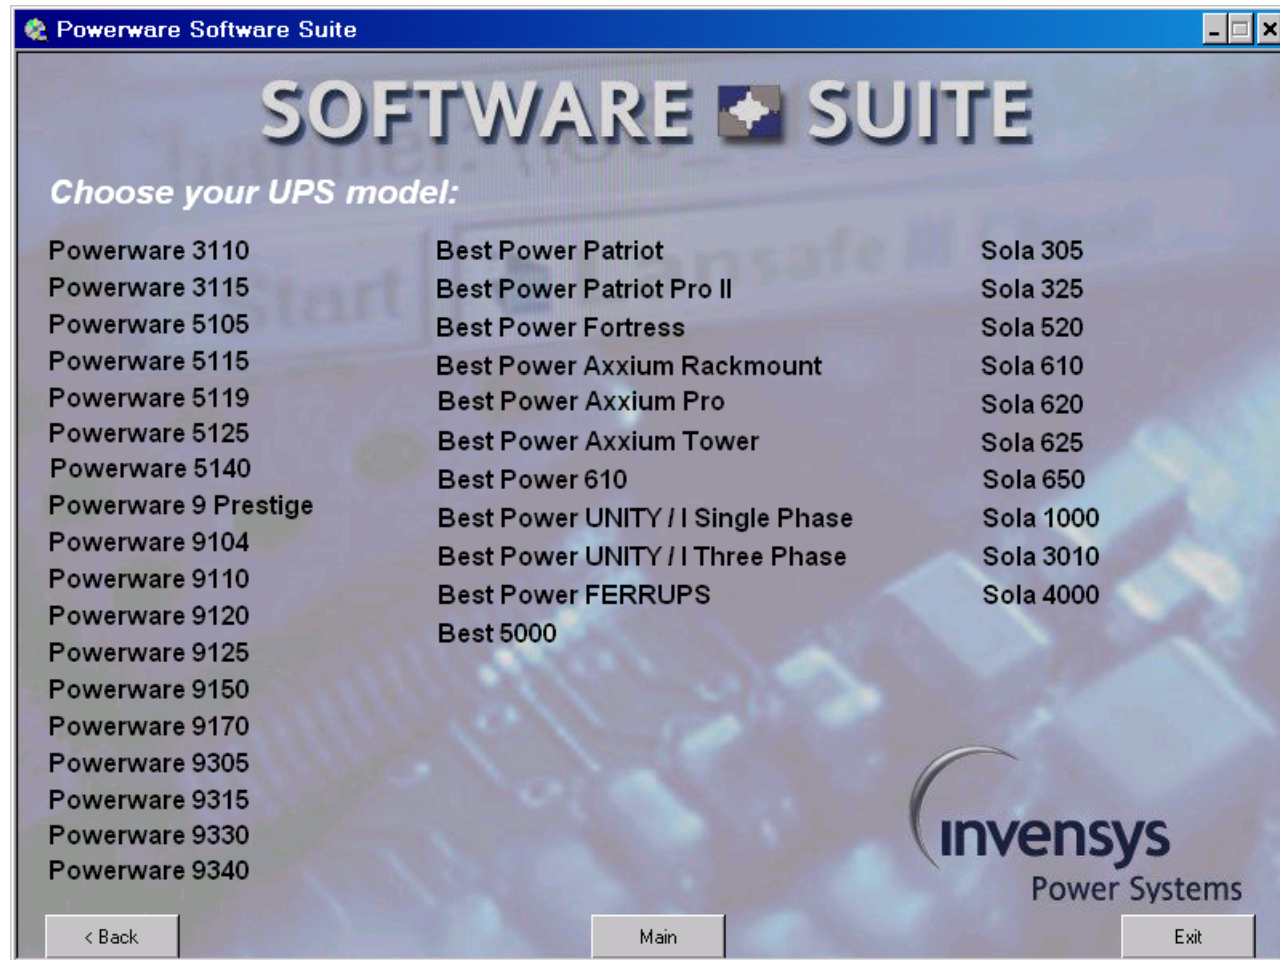 Powerware Software Suite
SOFTWARE SUITE
Choose your UPS model:
Powerware 3110
Powerware 3115
Powerware 5105
Powerware 5115
Powerware 5119
Powerware 5125
Powerware 5140
Powerware 9 Prestige
Powerware 9104
Powerware 9110
Powerware 9120
Powerware 9125
Powerware 9150
Powerware 9170
Powerware 9305
Powerware 9315
Powerware 9330
Powerware 9340
Best Power Patriot
Best Power Patriot Pro II
Best Power Fortress
Best Power Axxium Rackmount
Best Power Axxium Pro
Best Power Axxium Tower
Best Power 610
Best Power UNITY / I Single Phase
Best Power UNITY / I Three Phase
Best Power FERRUPS
Best 5000
Sola 305
Sola 325
Sola 520
Sola 610
Sola 620
Sola 625
Sola 650
Sola 1000
Sola 3010
Sola 4000
Start
invensys
Power Systems
< Back
Main
Exit